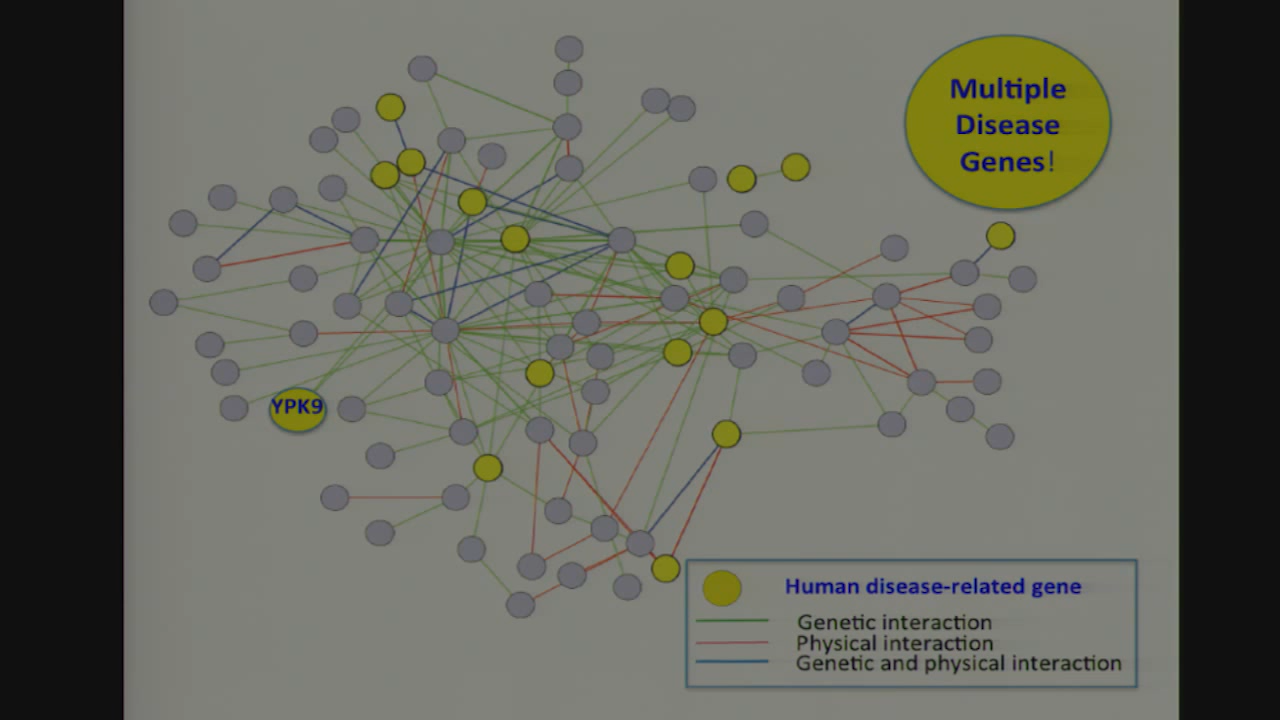 Multiple
Disease
Genes!
YPK9
Human disease-related gene
Genetic interaction
Physical interaction
Genetic and physical interaction